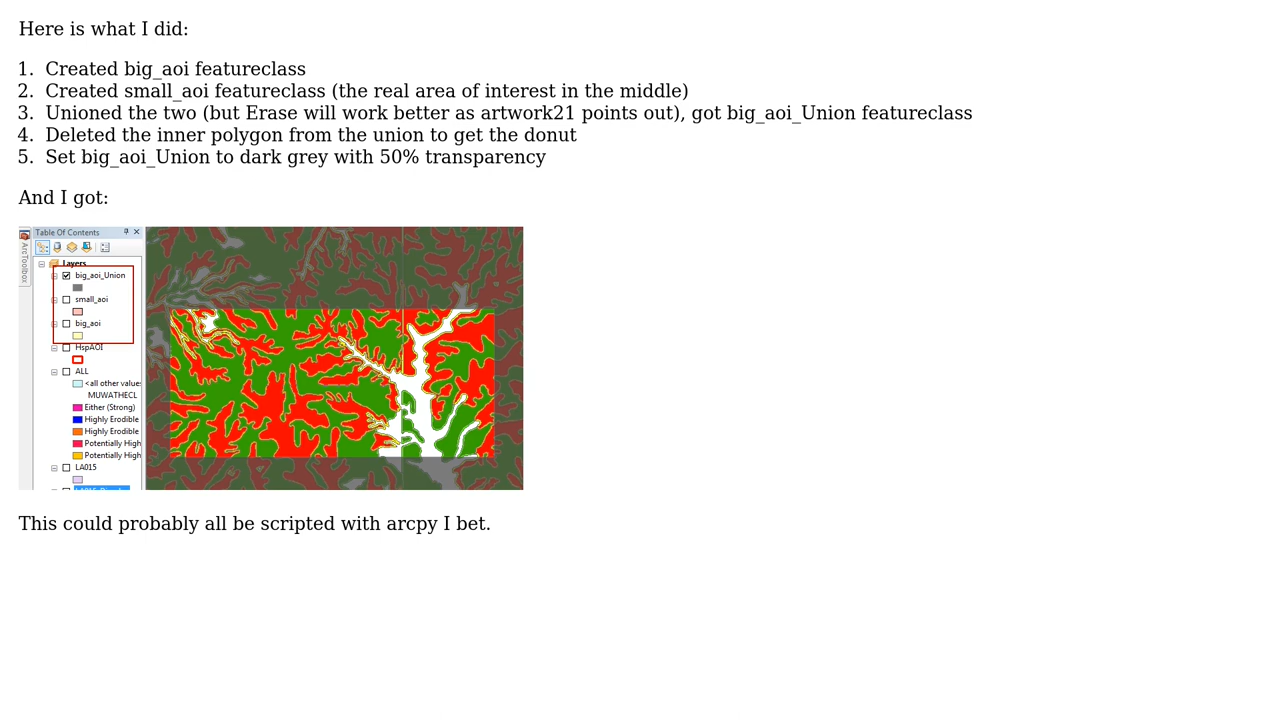 Here is what I did:
1. Created big_aoi featureclass
2. Created small_aoi featureclass (the real area of interest in the middle)
3. Unioned the two (but Erase will work better as artwork21 points out), got big_aoi_Union featureclass
4. Deleted the inner polygon from the union to get the donut
5. Set big_aoi_Union to dark grey with 50% transparency
And I got:
Table Of Contents
ArcToolbox
Layers
big_aoi_Union
small_aoi
big_aoi
HspAOI
ALL
<all other value
MUWATHECL
Either (Strong)
Highly Erodible
Highly Erodible
Potentially High
Potentially High
LA015
This could probably all be scripted with arcpy I bet.